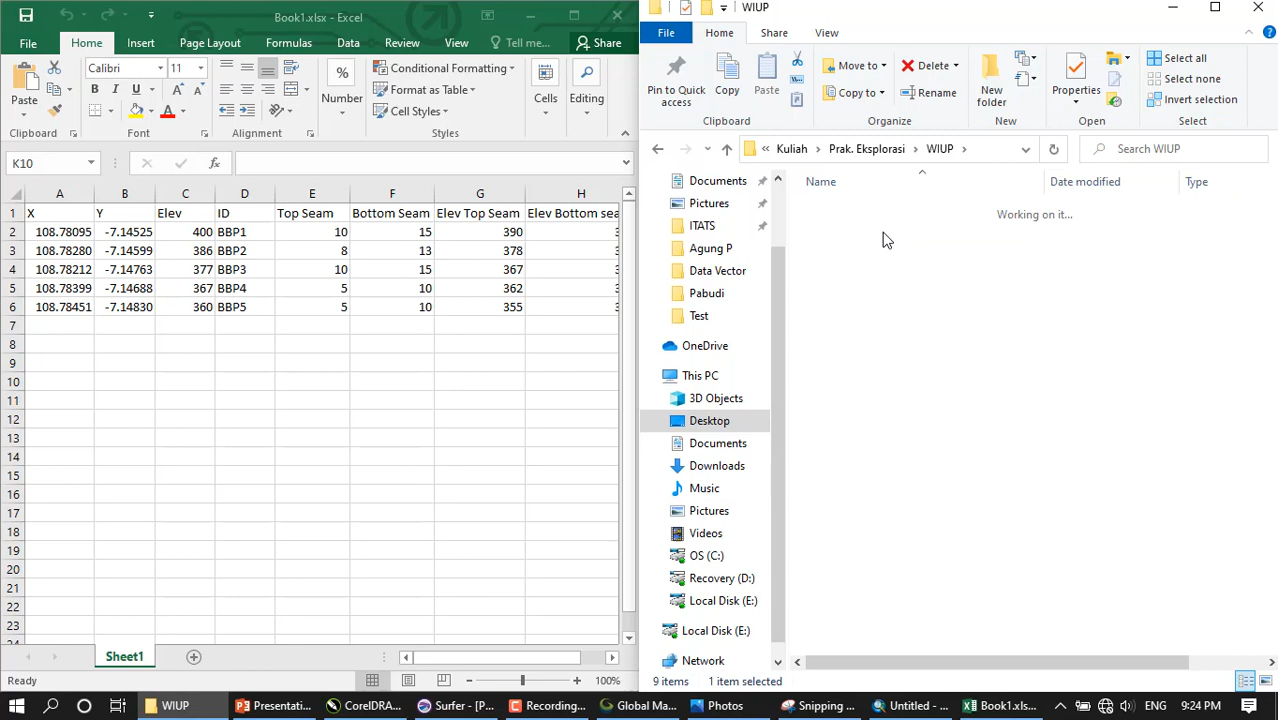 Book1.xlsx - Excel
File Home Insert Page Layout Formulas Data Review View Tell me... Share
Paste
Clipboard
Calibri 11
B I U
Font
Alignment
%
Number
Conditional Formatting
Format as Table
Cell Styles
Styles
Cells
Editing
K10
fx
A B C D E F G H
1 X Y Elev ID Top Seam Bottom Seam Elev Top Seam Elev Bottom sea
2 108.78095 -7.14525 400 BBP1 10 15 390 3
3 108.78280 -7.14599 386 BBP2 8 13 378 3
4 108.78212 -7.14763 377 BBP3 10 15 367 3
5 108.78399 -7.14688 367 BBP4 5 10 362 3
6 108.78451 -7.14830 360 BBP5 5 10 355 3
7
8
9
10
11
12
13
14
15
16
17
18
19
20
21
22
23
24
Sheet1
Ready
100%
WIUP
File Home Share View
Pin to Quick access
Copy
Paste
Clipboard
Move to
Copy to
Delete
Rename
Organize
New folder
New
Properties
Open
Select all
Select none
Invert selection
Select
« Kuliah › Prak. Eksplorasi › WIUP ›
Search WIUP
Name Date modified Type
Working on it...
Documents
Pictures
ITATS
Agung P
Data Vector
Pabudi
Test
OneDrive
This PC
3D Objects
Desktop
Documents
Downloads
Music
Pictures
Videos
OS (C:)
Recovery (D:)
Local Disk (E:)
Local Disk (E:)
Network
9 items 1 item selected
WIUP
Presentati...
CorelDRA...
Surfer - [P...
Recording...
Global Ma...
Photos
Snipping ...
Untitled - ...
Book1.xls...
ENG 9:24 PM